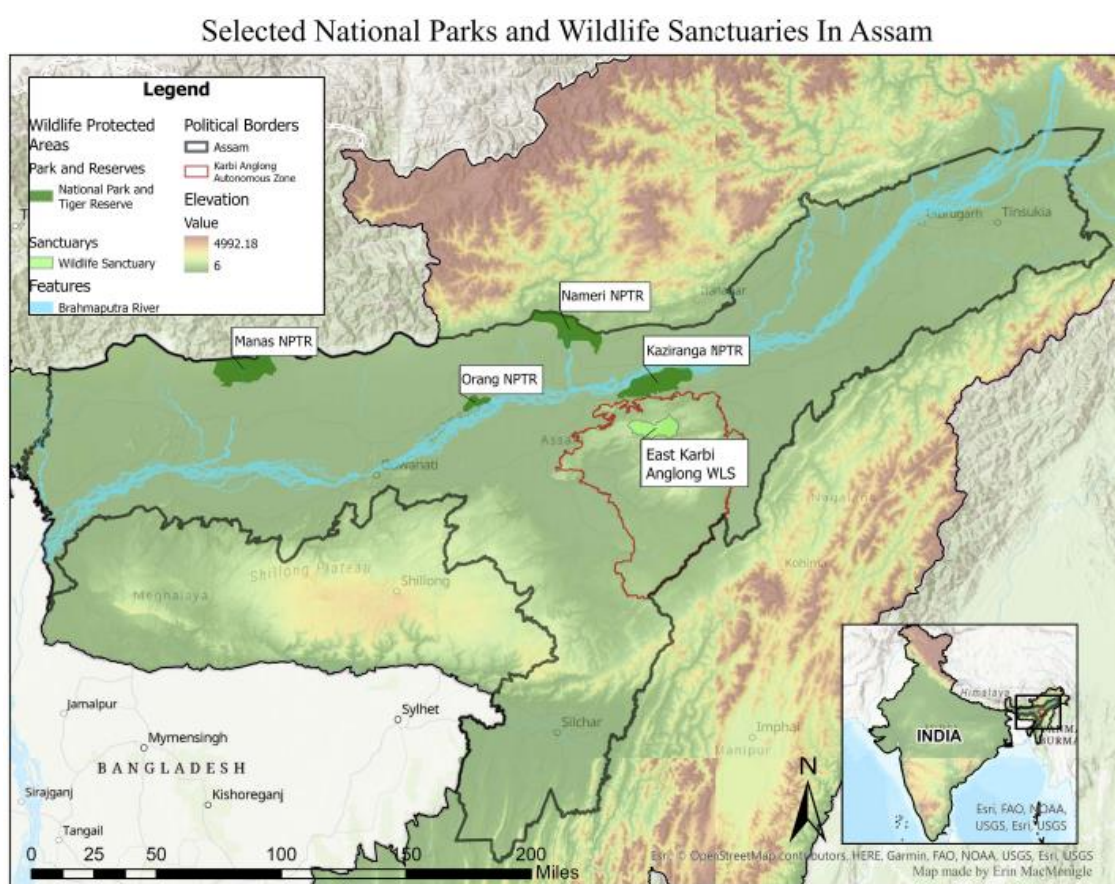 Selected National Parks and Wildlife Sanctuaries In Assam
Legend
Wildlife Protected
Areas
Park and Reserves
National Park and
Tiger Reserve
Sanctuarys
Wildlife Sanctuary
Features
Brahmaputra River
Political Borders
Assam
Karbi Anglong
Autonomous Zone
Elevation
Value
4992.18
6
Tinsukia
Nameri NPTR
Manas NPTR
Kaziranga NPTR
Orang NPTR
East Karbi
Anglong WLS
Nagaland
Kohima
Shillong Plateau
Shillong
Meghalaya
Jamalpur
Sylhet
Silchar
Mymensingh
Imphal
Manipur
BANGLADESH
Kishoreganj
Sirajganj
Tangail
0 25 50 100 150 200
Miles
N
Himalaya
INDIA
BURMA
Esri, FAO, NOAA,
USGS, Esri, USGS
Esri, © OpenStreetMap contributors, HERE, Garmin, FAO, NOAA, USGS, Esri, USGS
Map made by Erin MacMonigle